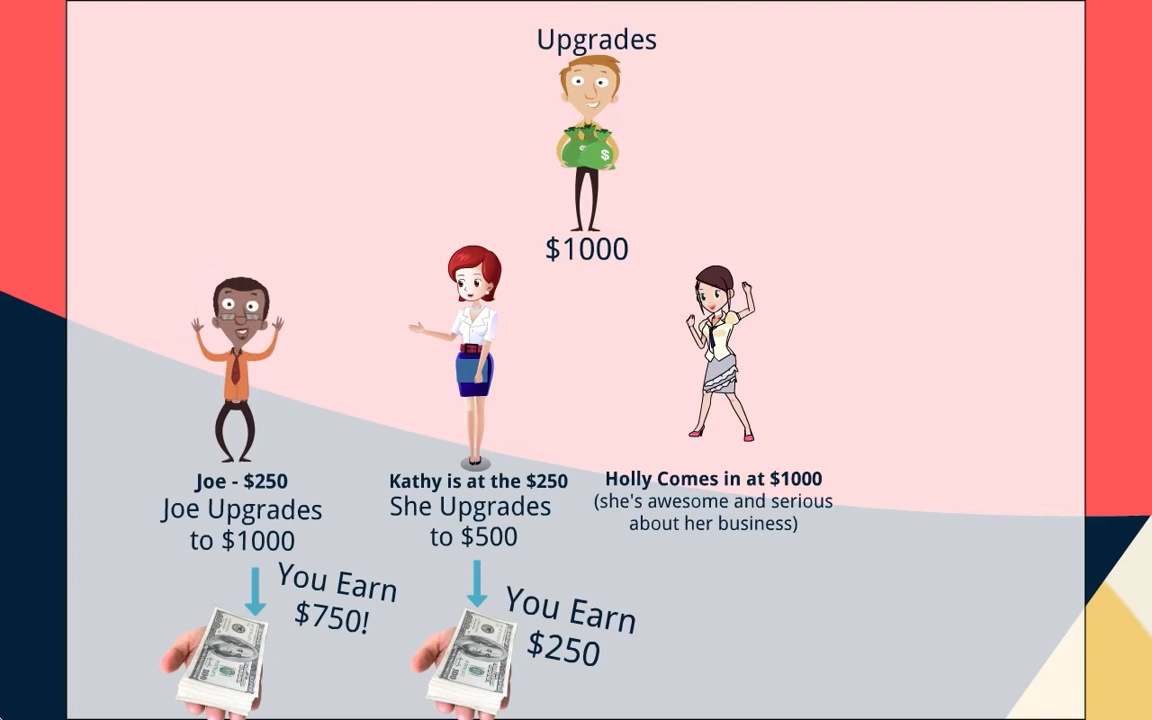 Upgrades
$
$1000
Joe - $250
Joe Upgrades
to $1000
You Earn
$750!
Kathy is at the $250
She Upgrades
to $500
You Earn
$250
Holly Comes in at $1000
(she's awesome and serious
about her business)